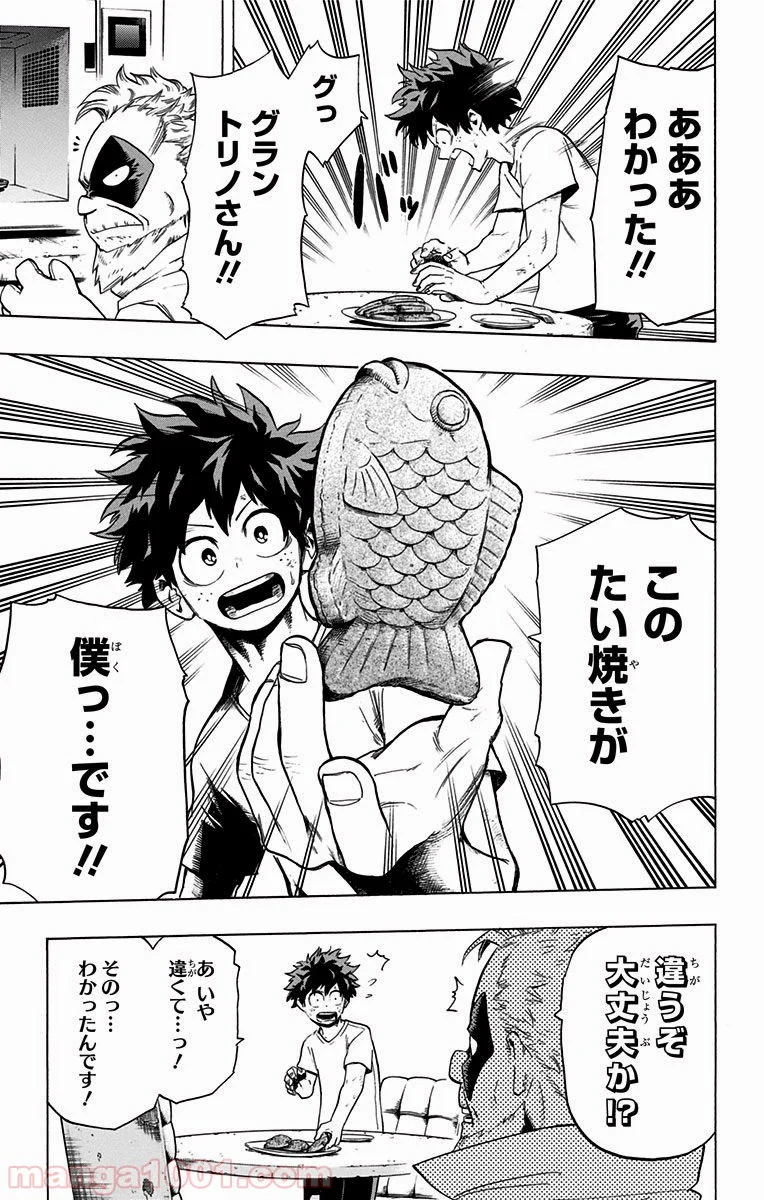 あああ
わかった!!
グっ
グラン
トリノさん!!
この
たい焼きが
僕っ…です!!
違うぞ
大丈夫か!?
あ いや
違くて…っ!
そのっ…
わかったんです!
manga1001.com